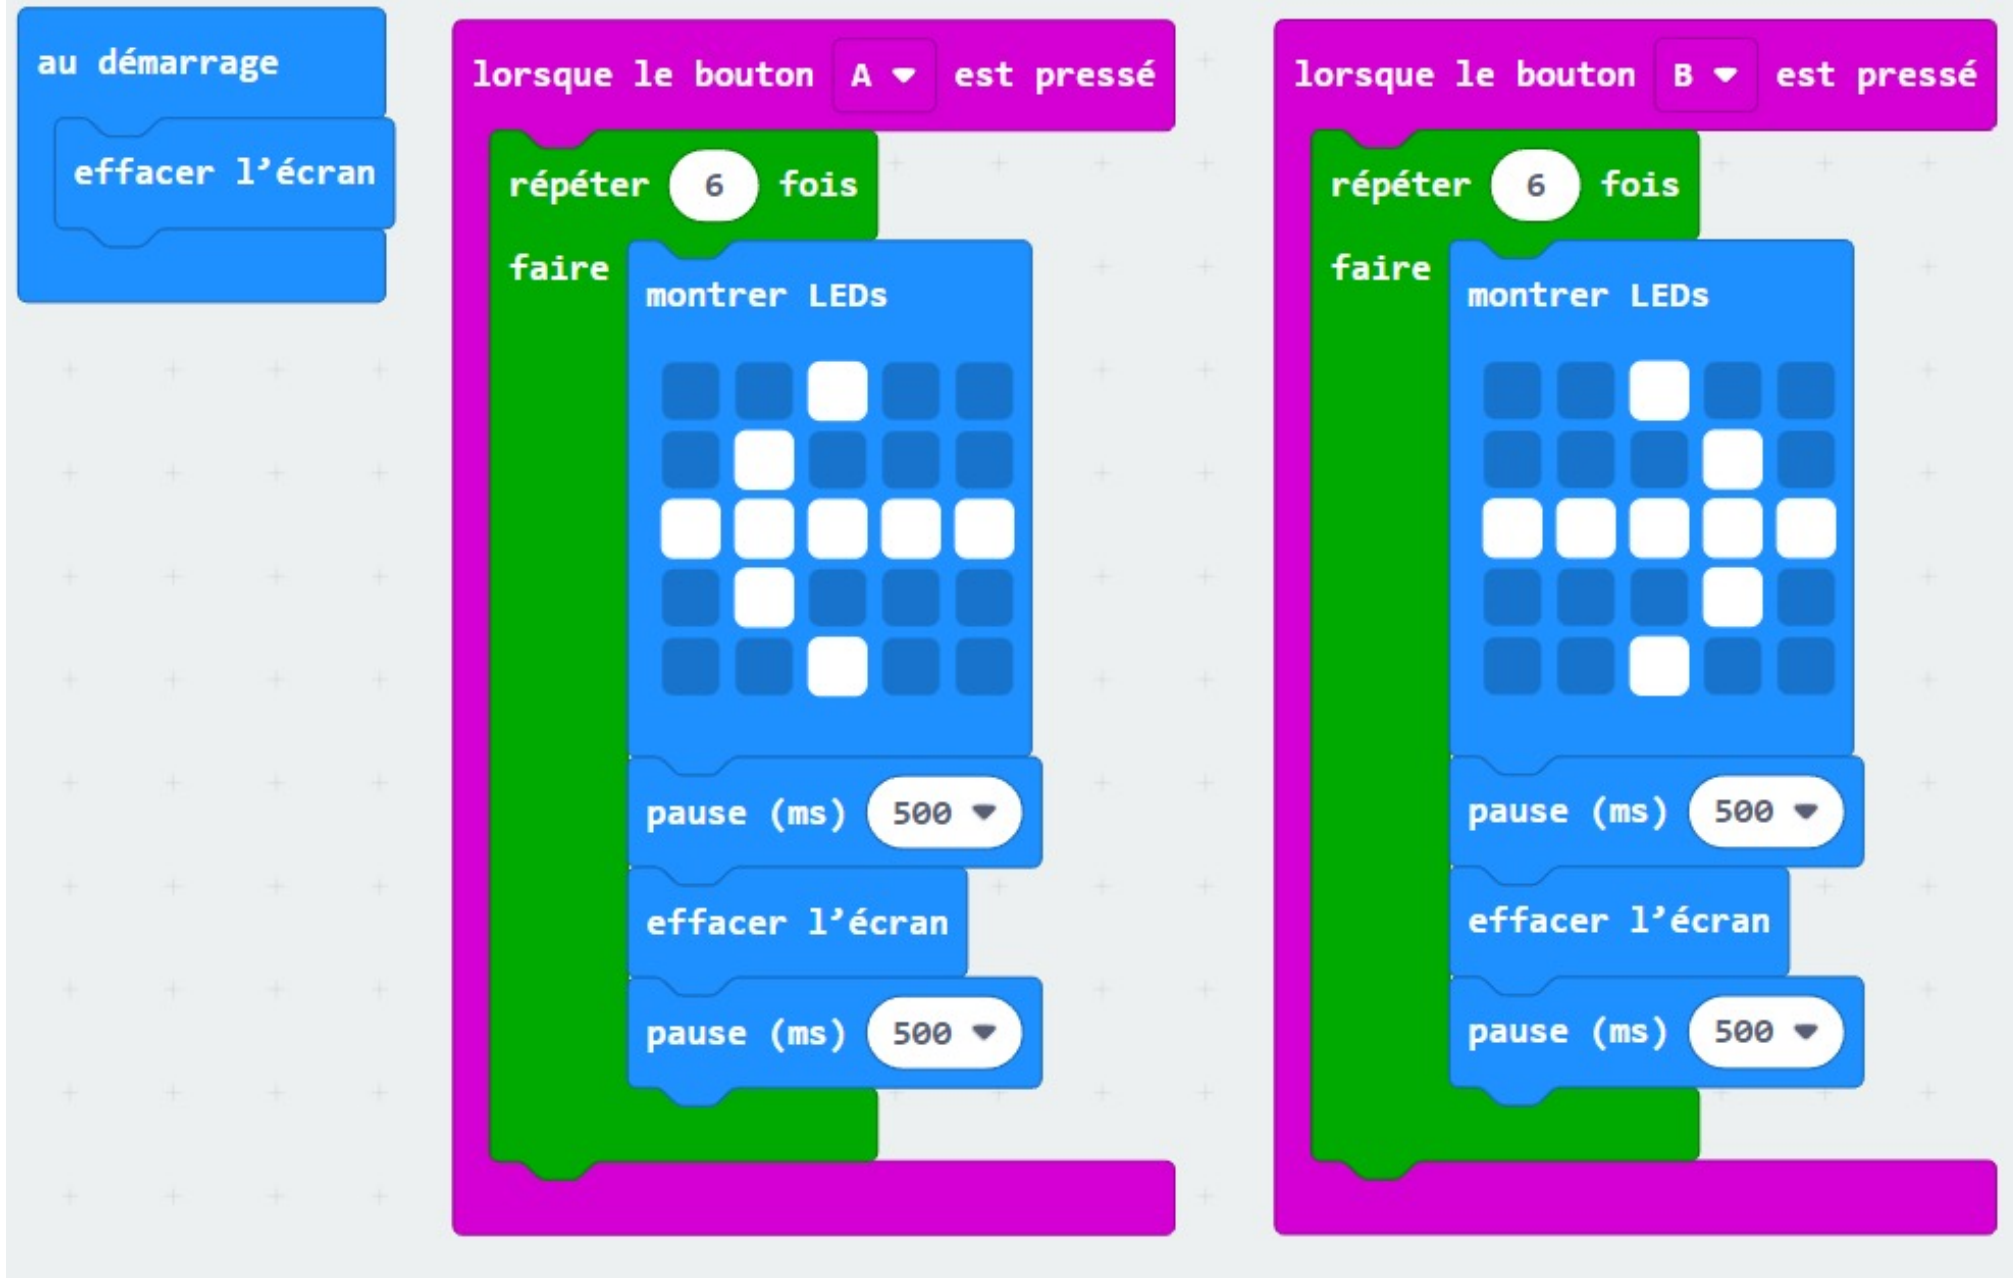 au démarrage
effacer l’écran
lorsque le bouton A est pressé
répéter 6 fois
faire
montrer LEDs
pause (ms) 500
effacer l’écran
pause (ms) 500
lorsque le bouton B est pressé
répéter 6 fois
faire
montrer LEDs
pause (ms) 500
effacer l’écran
pause (ms) 500